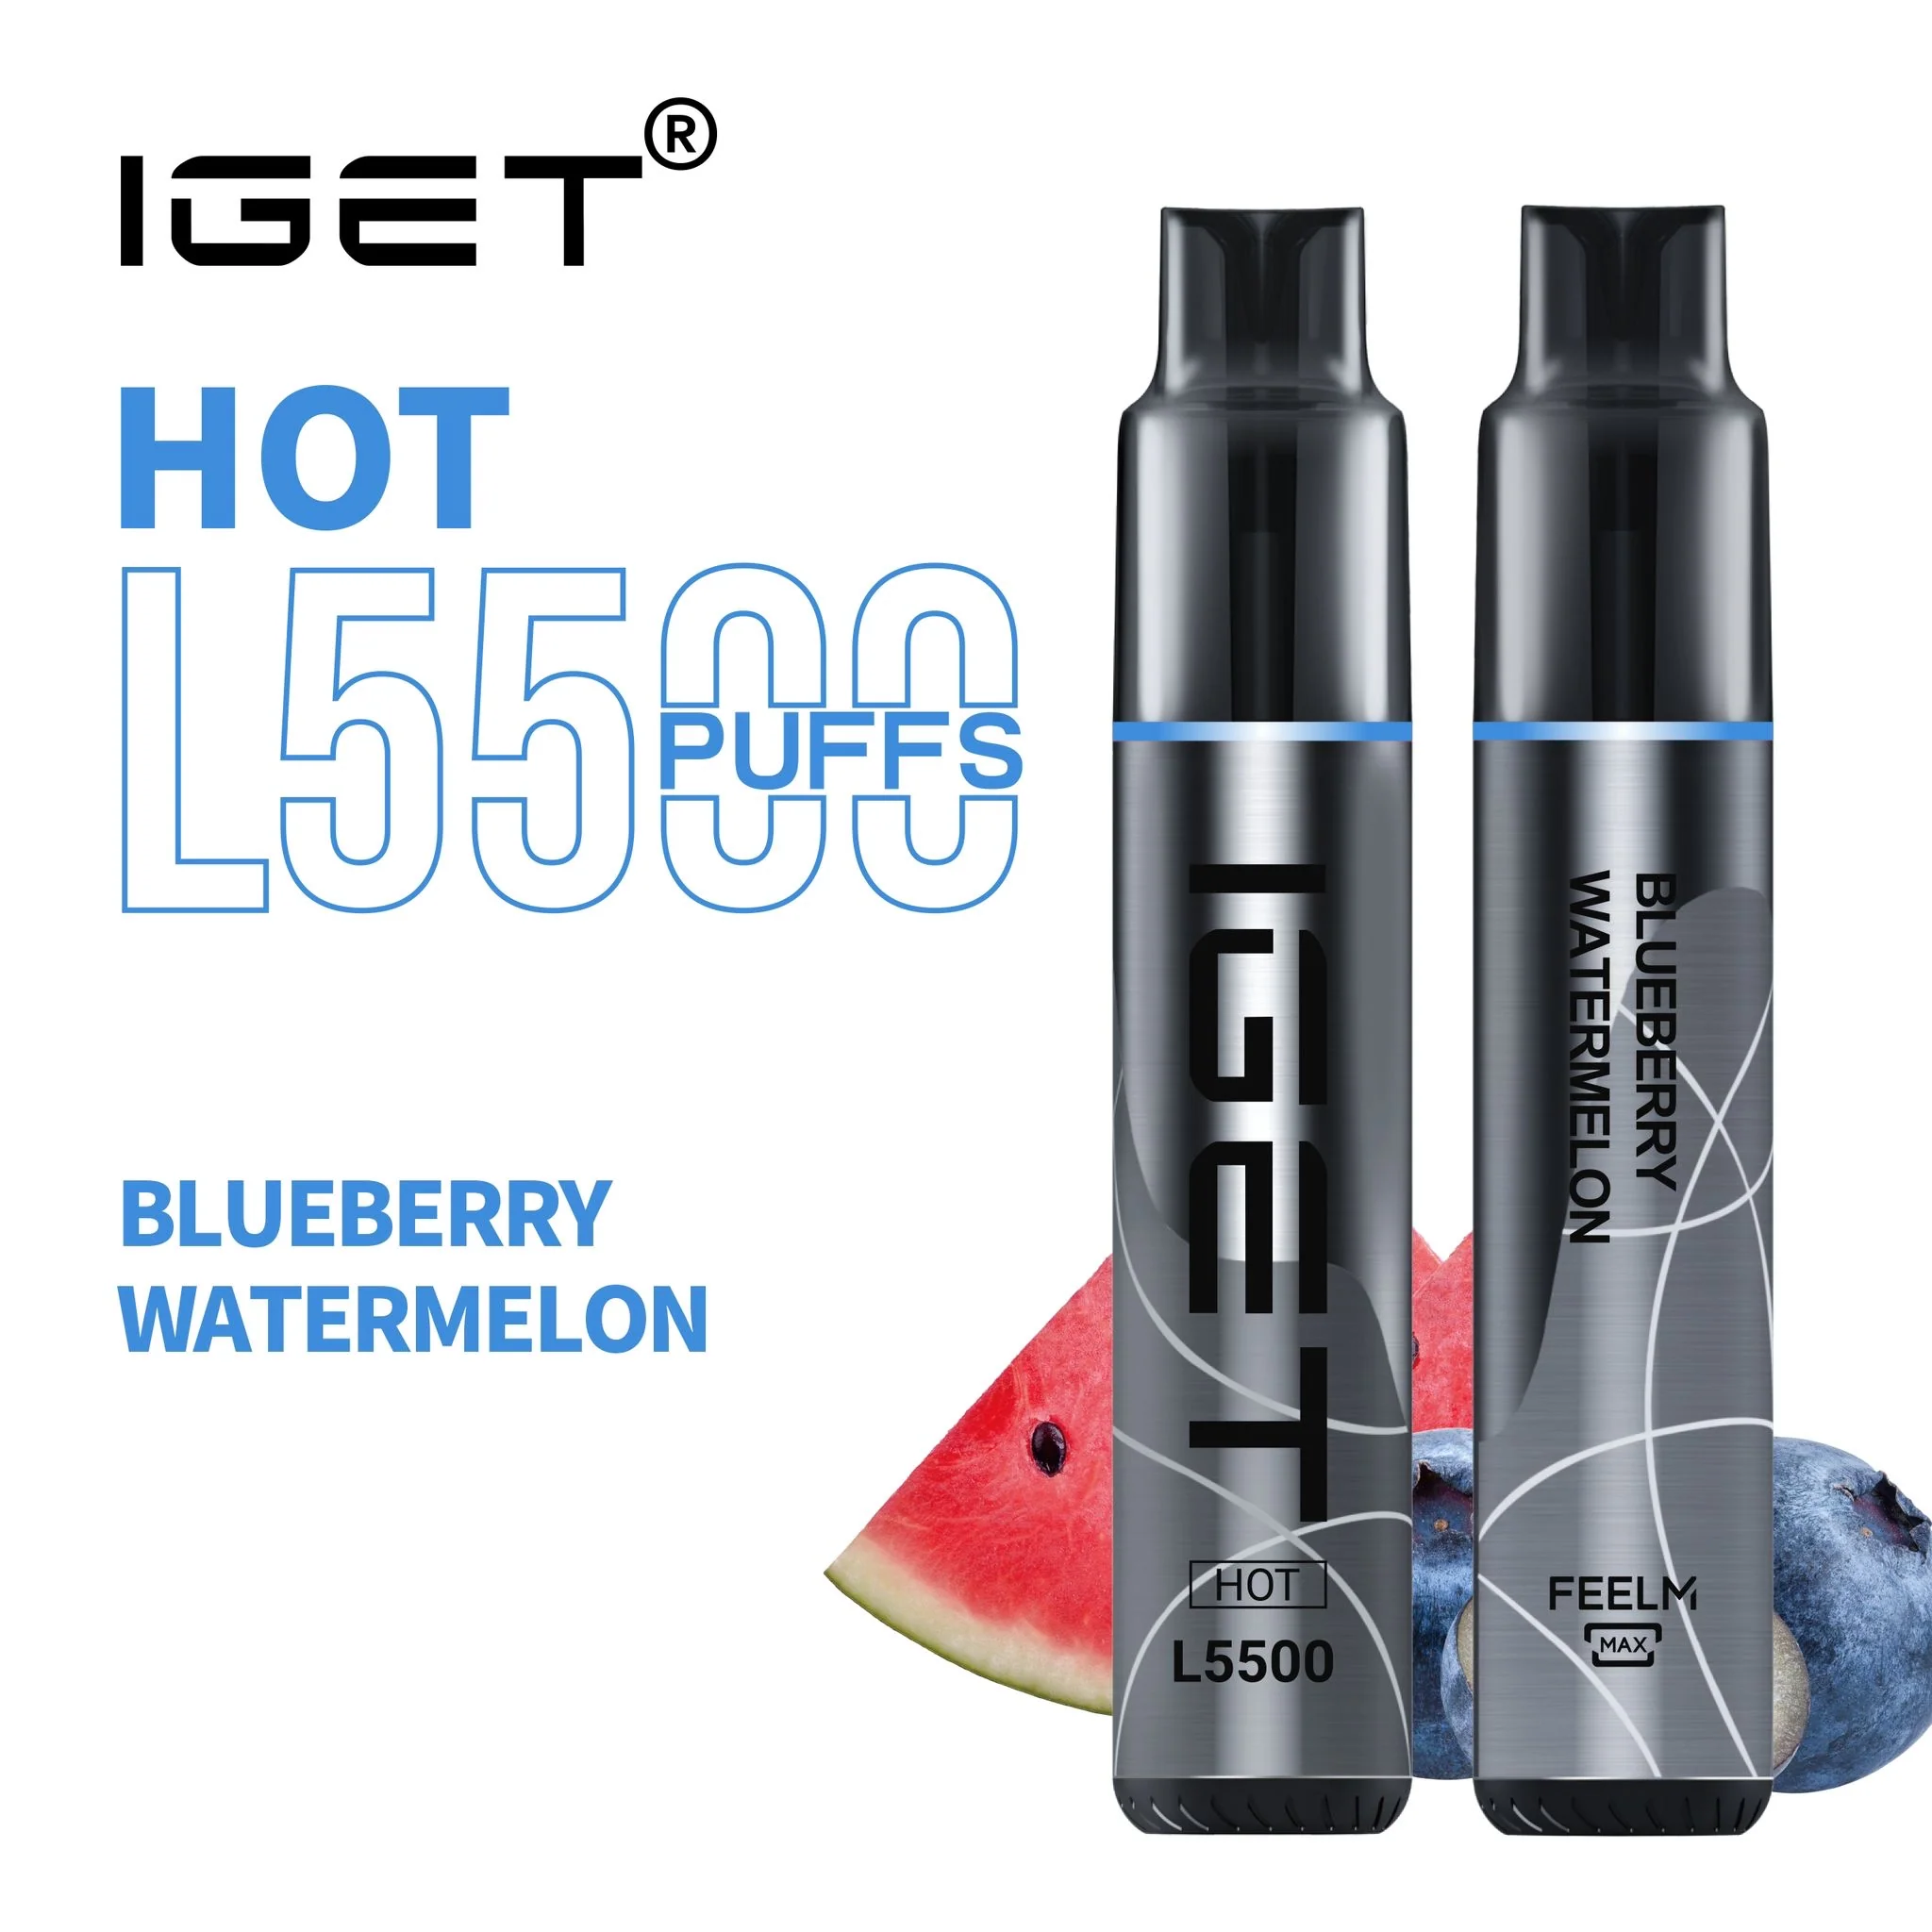 IGET®
HOT
L5500
PUFFS
BLUEBERRY
WATERMELON
IGET
HOT
L5500
BLUEBERRY
WATERMELON
FEELM
MAX